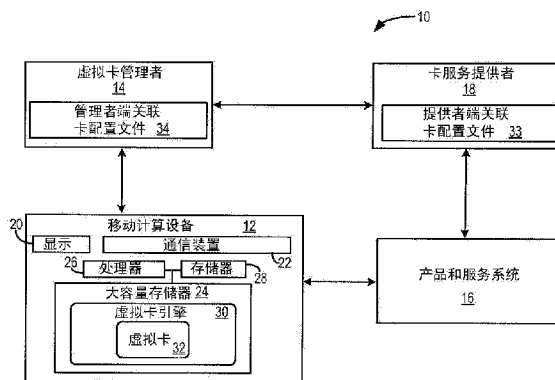 10
虚拟卡管理者
14
管理者端关联
卡配置文件 34
卡服务提供者
18
提供者端关联
卡配置文件 33
移动计算设备 12
20
显示
通信装置
22
26
处理器
存储器
28
大容量存储器 24
虚拟卡引擎 30
虚拟卡 32
产品和服务系统
16